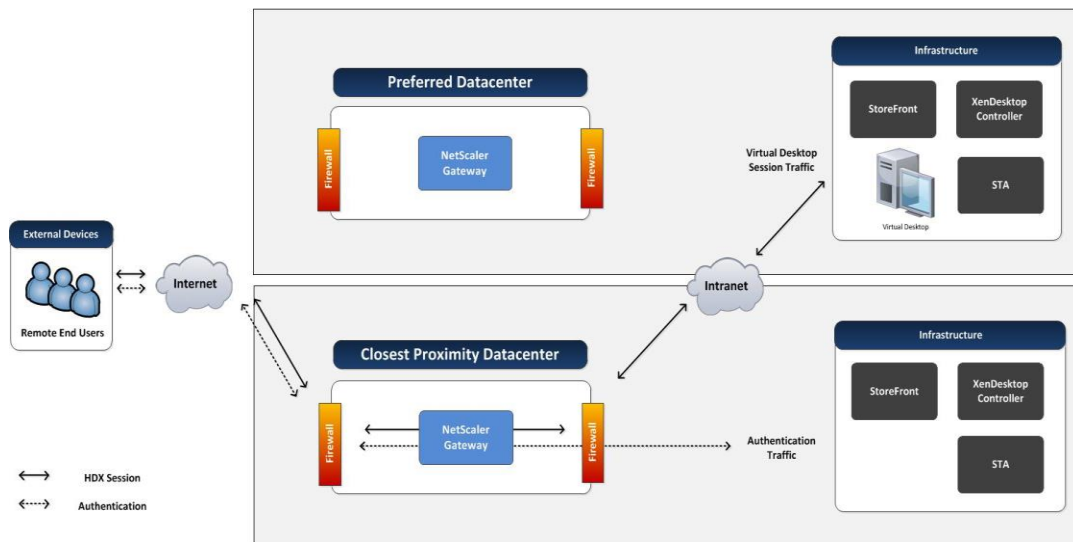 Infrastructure
Preferred Datacenter
StoreFront
XenDesktop
Controller
Firewall
NetScaler
Gateway
Firewall
Virtual Desktop
Session Traffic
STA
Virtual Desktop
External Devices
Internet
Remote End Users
Intranet
Infrastructure
Closest Proximity Datacenter
StoreFront
XenDesktop
Controller
Firewall
NetScaler
Gateway
Firewall
Authentication
Traffic
STA
HDX Session
Authentication